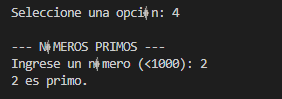 Seleccione una opci�n: 4
--- N�MEROS PRIMOS ---
Ingrese un n�mero (<1000): 2
2 es primo.